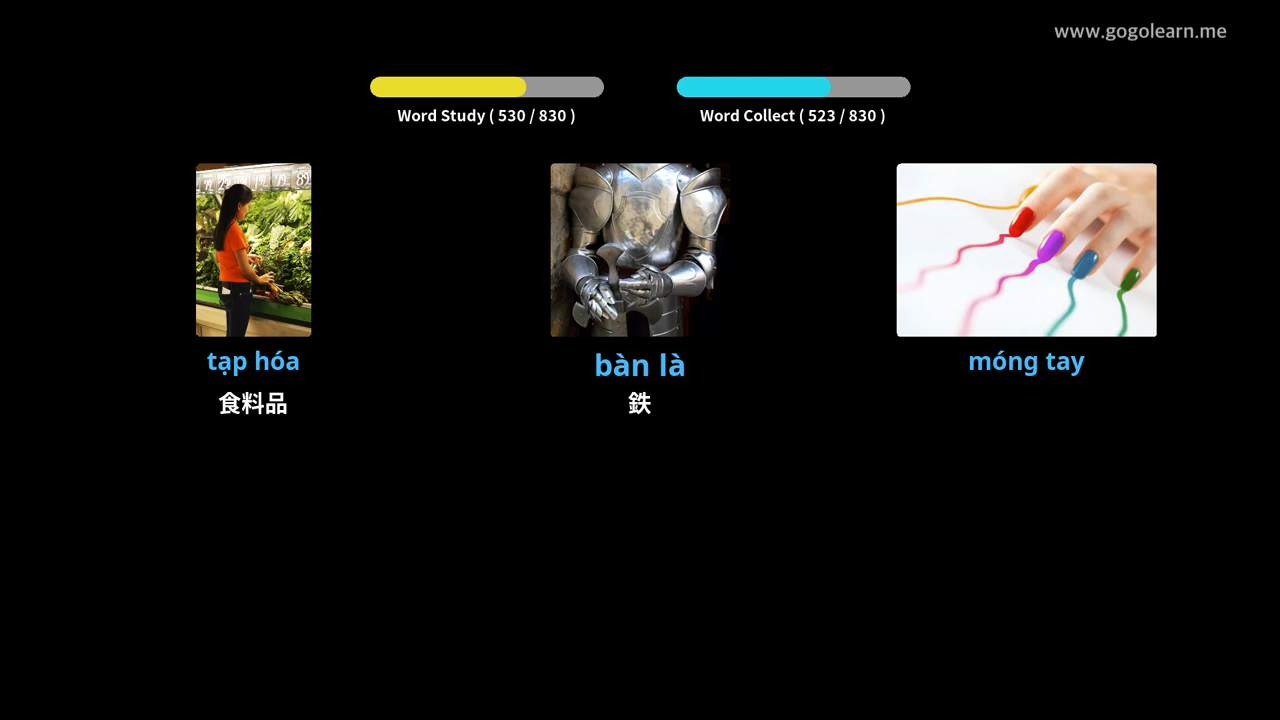 www.gogolearn.me
Word Study ( 530 / 830 )
Word Collect ( 523 / 830 )
tạp hóa
bàn là
móng tay
食料品
鉄